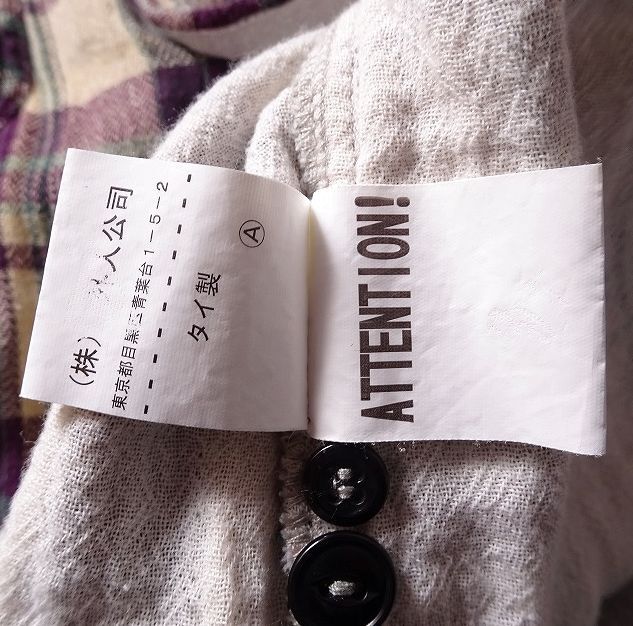 (株) 人公司
東京都目黒区青葉台1-5-2
タイ製
Ⓐ
ATTENTION!